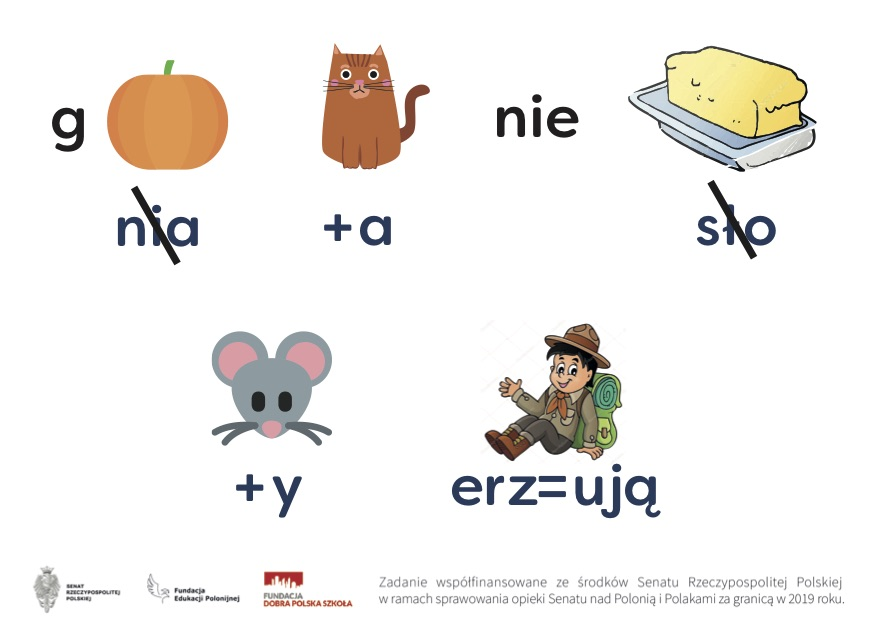 g nie
nia +a sło
+y erz=ują
SENAT
RZECZYPOSPOLITEJ
POLSKIEJ
Fundacja
Edukacji Polonijnej
FUNDACJA
DOBRA POLSKA SZKOŁA
Zadanie współfinansowane ze środków Senatu Rzeczypospolitej Polskiej
w ramach sprawowania opieki Senatu nad Polonią i Polakami za granicą w 2019 roku.